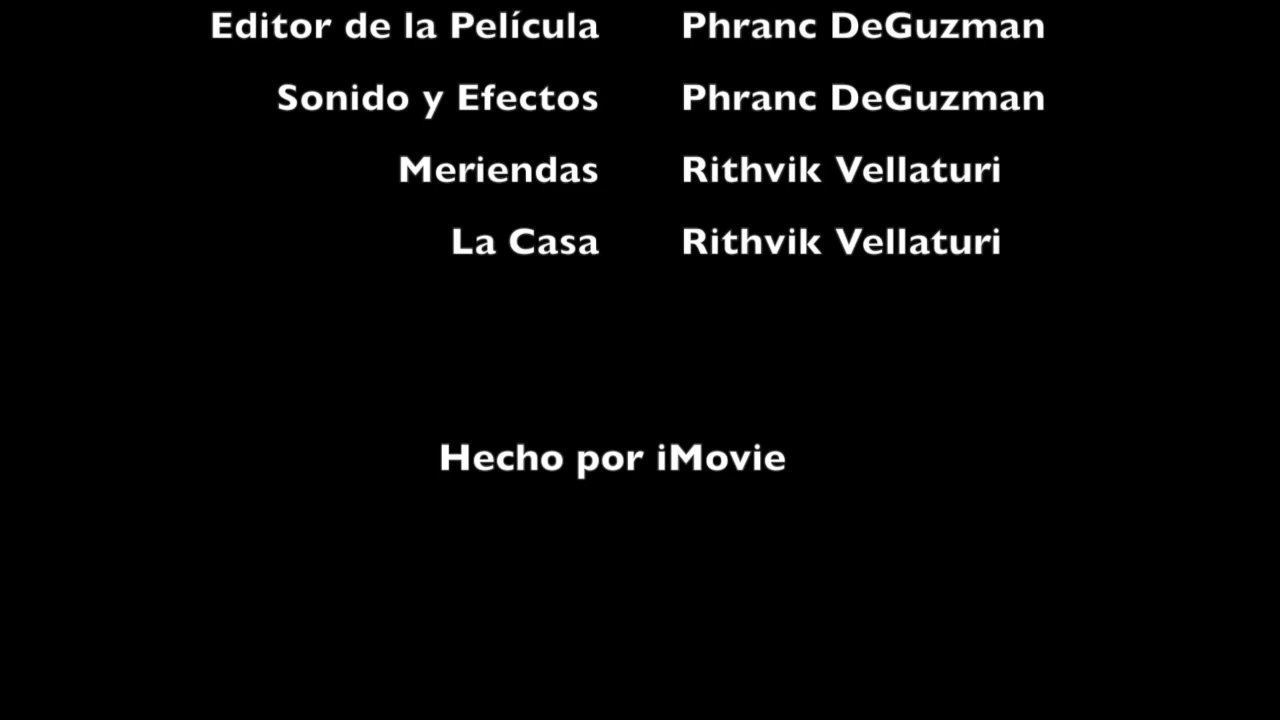 Editor de la Película Phranc DeGuzman
Sonido y Efectos Phranc DeGuzman
Meriendas Rithvik Vellaturi
La Casa Rithvik Vellaturi
Hecho por iMovie